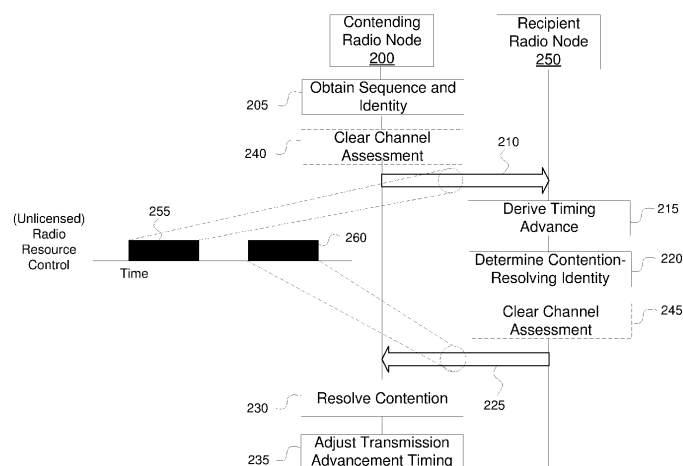 Contending
Radio Node
200
Recipient
Radio Node
250
205
Obtain Sequence and
Identity
240
Clear Channel
Assessment
210
(Unlicensed)
Radio
Resource
Control
255
260
Time
Derive Timing
Advance
215
Determine Contention-
Resolving Identity
220
Clear Channel
Assessment
245
225
230
Resolve Contention
235
Adjust Transmission
Advancement Timing